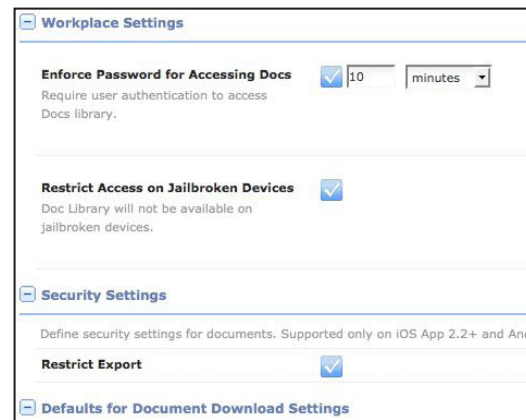 Workplace Settings
Enforce Password for Accessing Docs
10 minutes
Require user authentication to access
Docs library.
Restrict Access on Jailbroken Devices
Doc Library will not be available on
jailbroken devices.
Security Settings
Define security settings for documents. Supported only on iOS App 2.2+ and
Restrict Export
Defaults for Document Download Settings